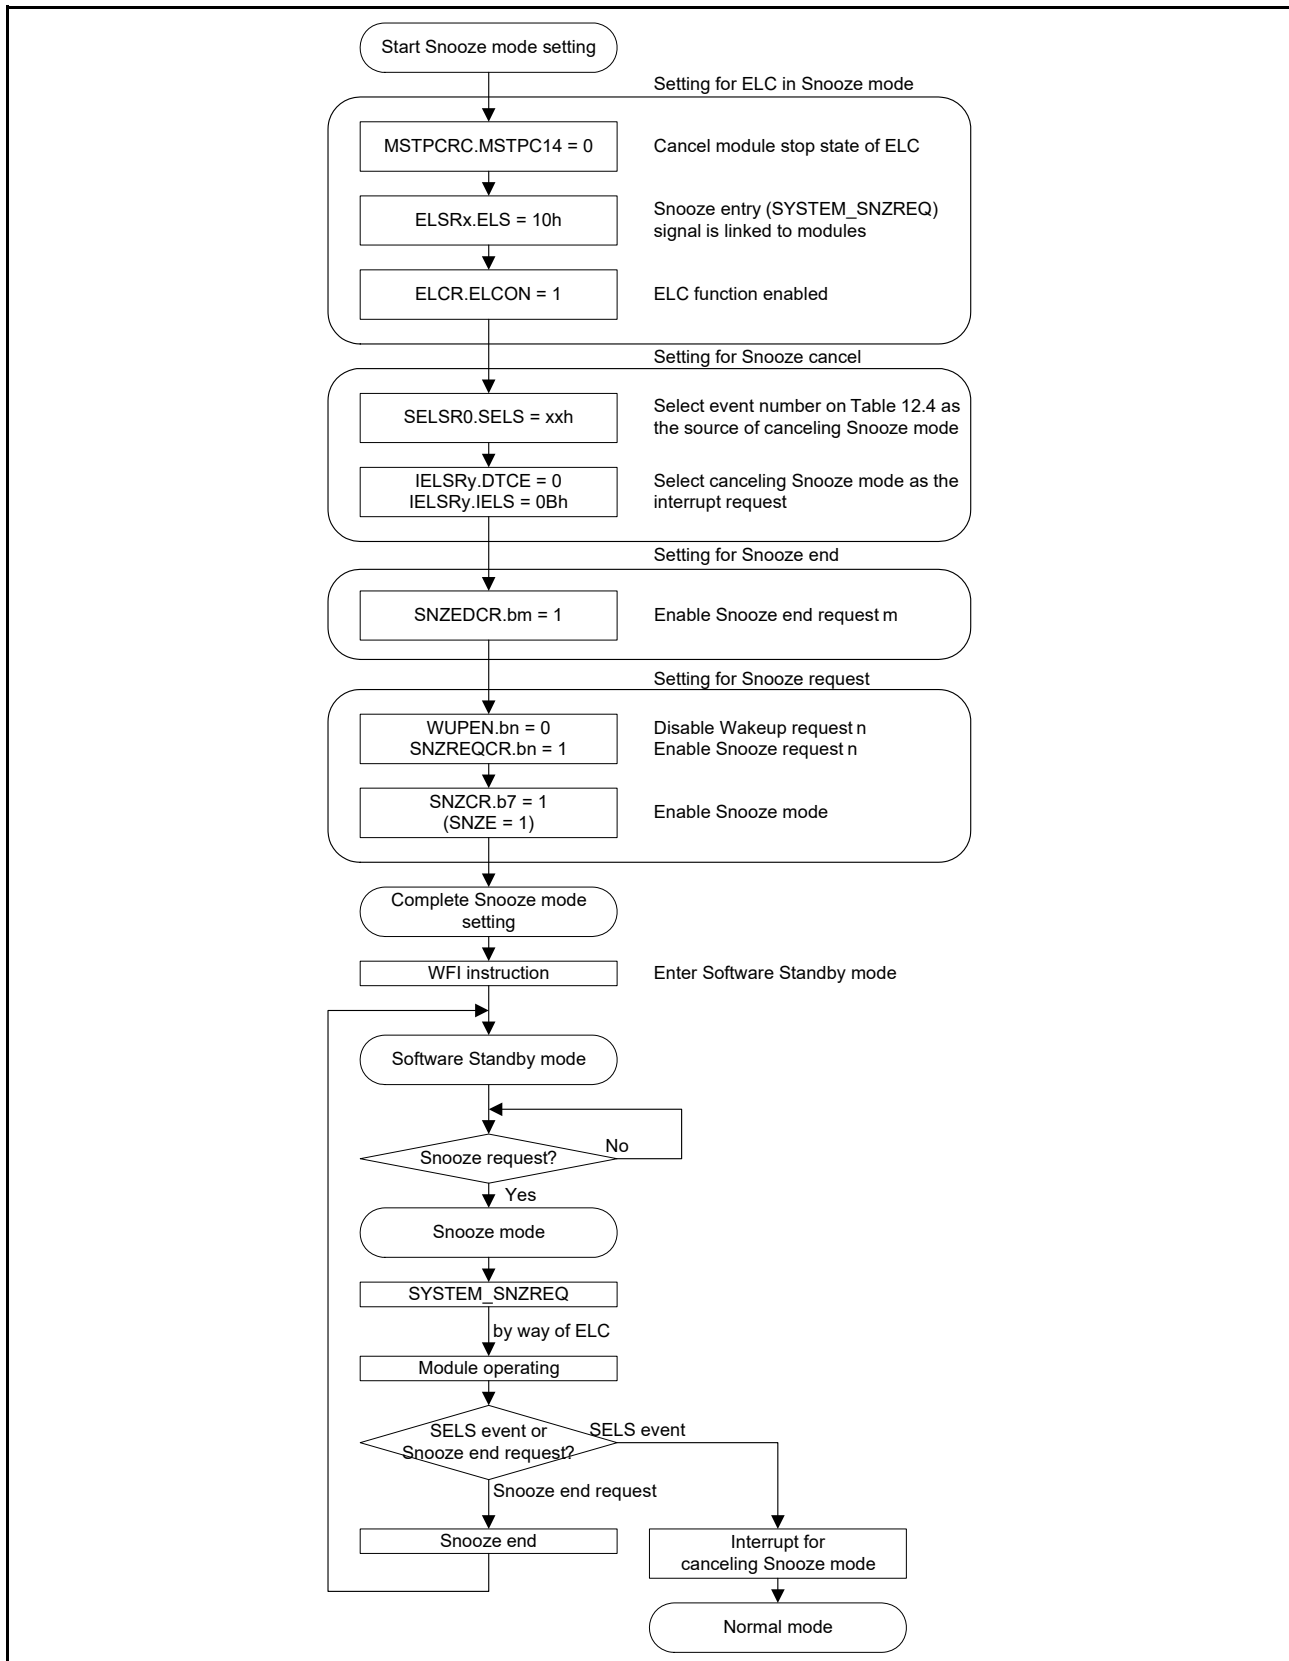 Start Snooze mode setting
Setting for ELC in Snooze mode
MSTPCRC.MSTPC14 = 0
Cancel module stop state of ELC
ELSRx.ELS = 10h
Snooze entry (SYSTEM_SNZREQ)
signal is linked to modules
ELCR.ELCON = 1
ELC function enabled
Setting for Snooze cancel
SELSR0.SELS = xxh
Select event number on Table 12.4 as
the source of canceling Snooze mode
IELSRy.DTCE = 0
IELSRy.IELS = 0Bh
Select canceling Snooze mode as the
interrupt request
Setting for Snooze end
SNZEDCR.bm = 1
Enable Snooze end request m
Setting for Snooze request
WUPEN.bn = 0
SNZREQCR.bn = 1
Disable Wakeup request n
Enable Snooze request n
SNZCR.b7 = 1
(SNZE = 1)
Enable Snooze mode
Complete Snooze mode
setting
WFI instruction
Enter Software Standby mode
Software Standby mode
Snooze request?
No
Yes
Snooze mode
SYSTEM_SNZREQ
by way of ELC
Module operating
SELS event or
Snooze end request?
SELS event
Snooze end request
Snooze end
Interrupt for
canceling Snooze mode
Normal mode